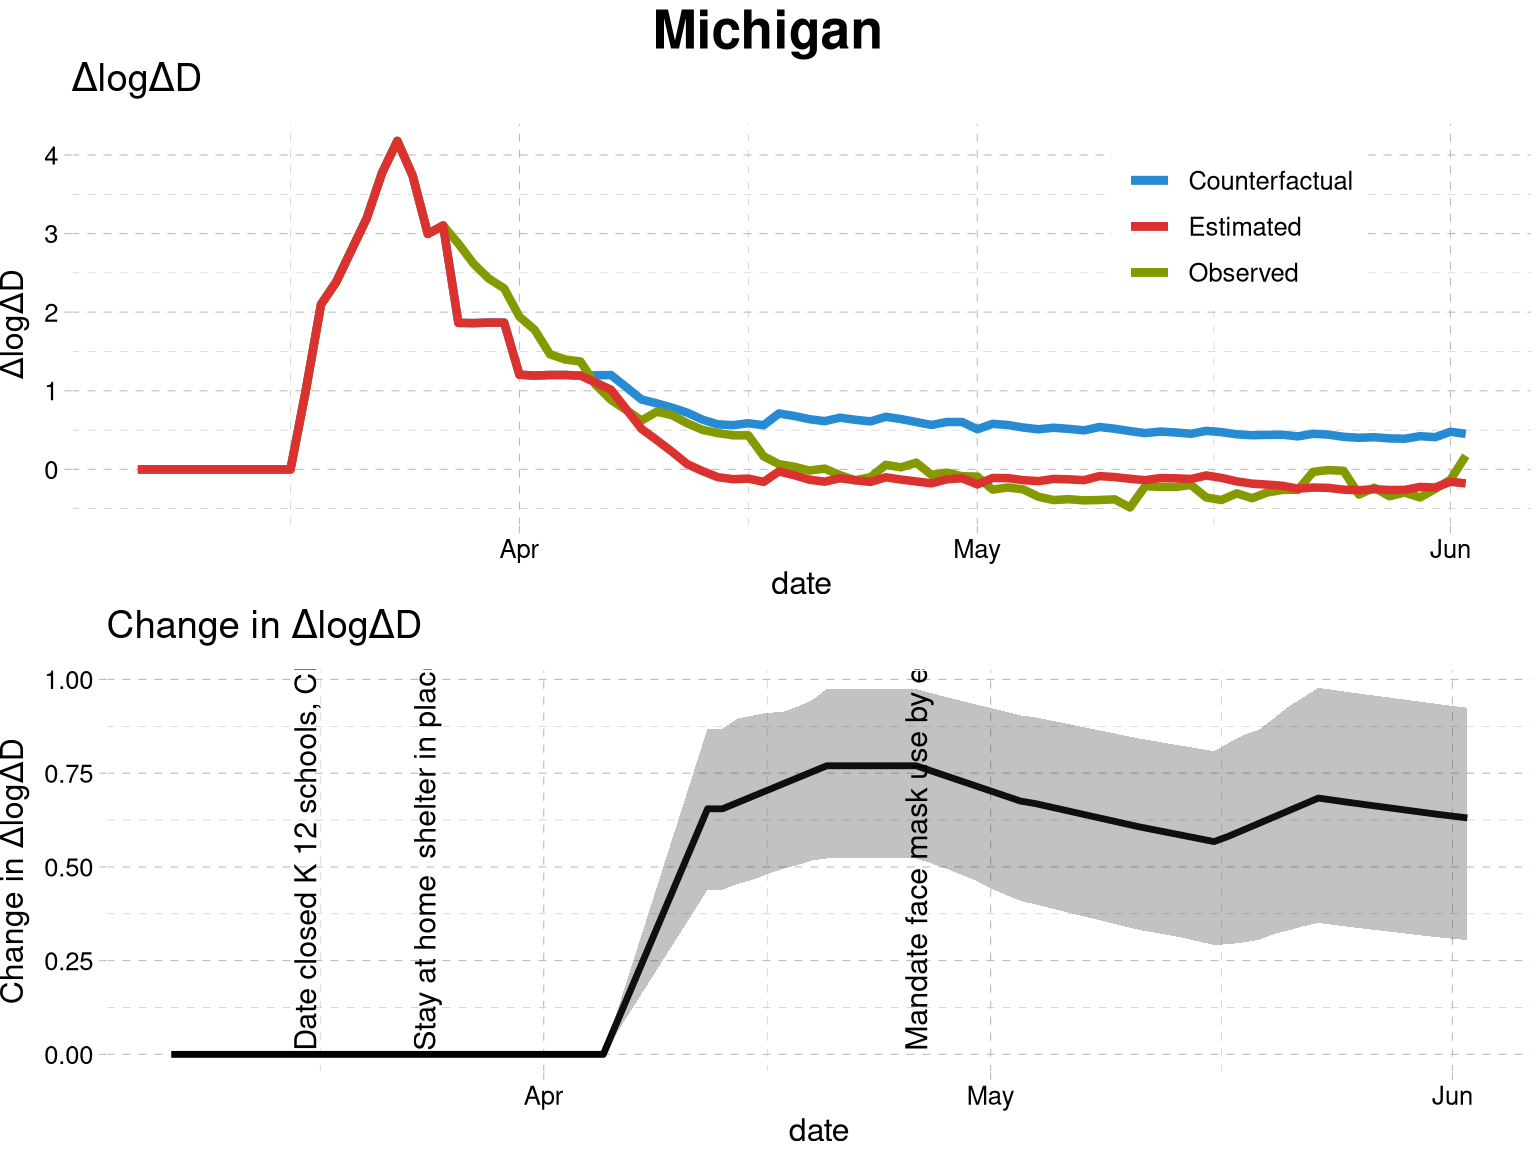 Michigan
ΔlogΔD
4
3
2
1
0
ΔlogΔD
Counterfactual
Estimated
Observed
Apr
May
Jun
date
Change in ΔlogΔD
1.00
0.75
0.50
0.25
0.00
Change in ΔlogΔD
Date closed K 12 schools,
Stay at home  shelter in plac
Mandate face mask use by e
Apr
May
Jun
date